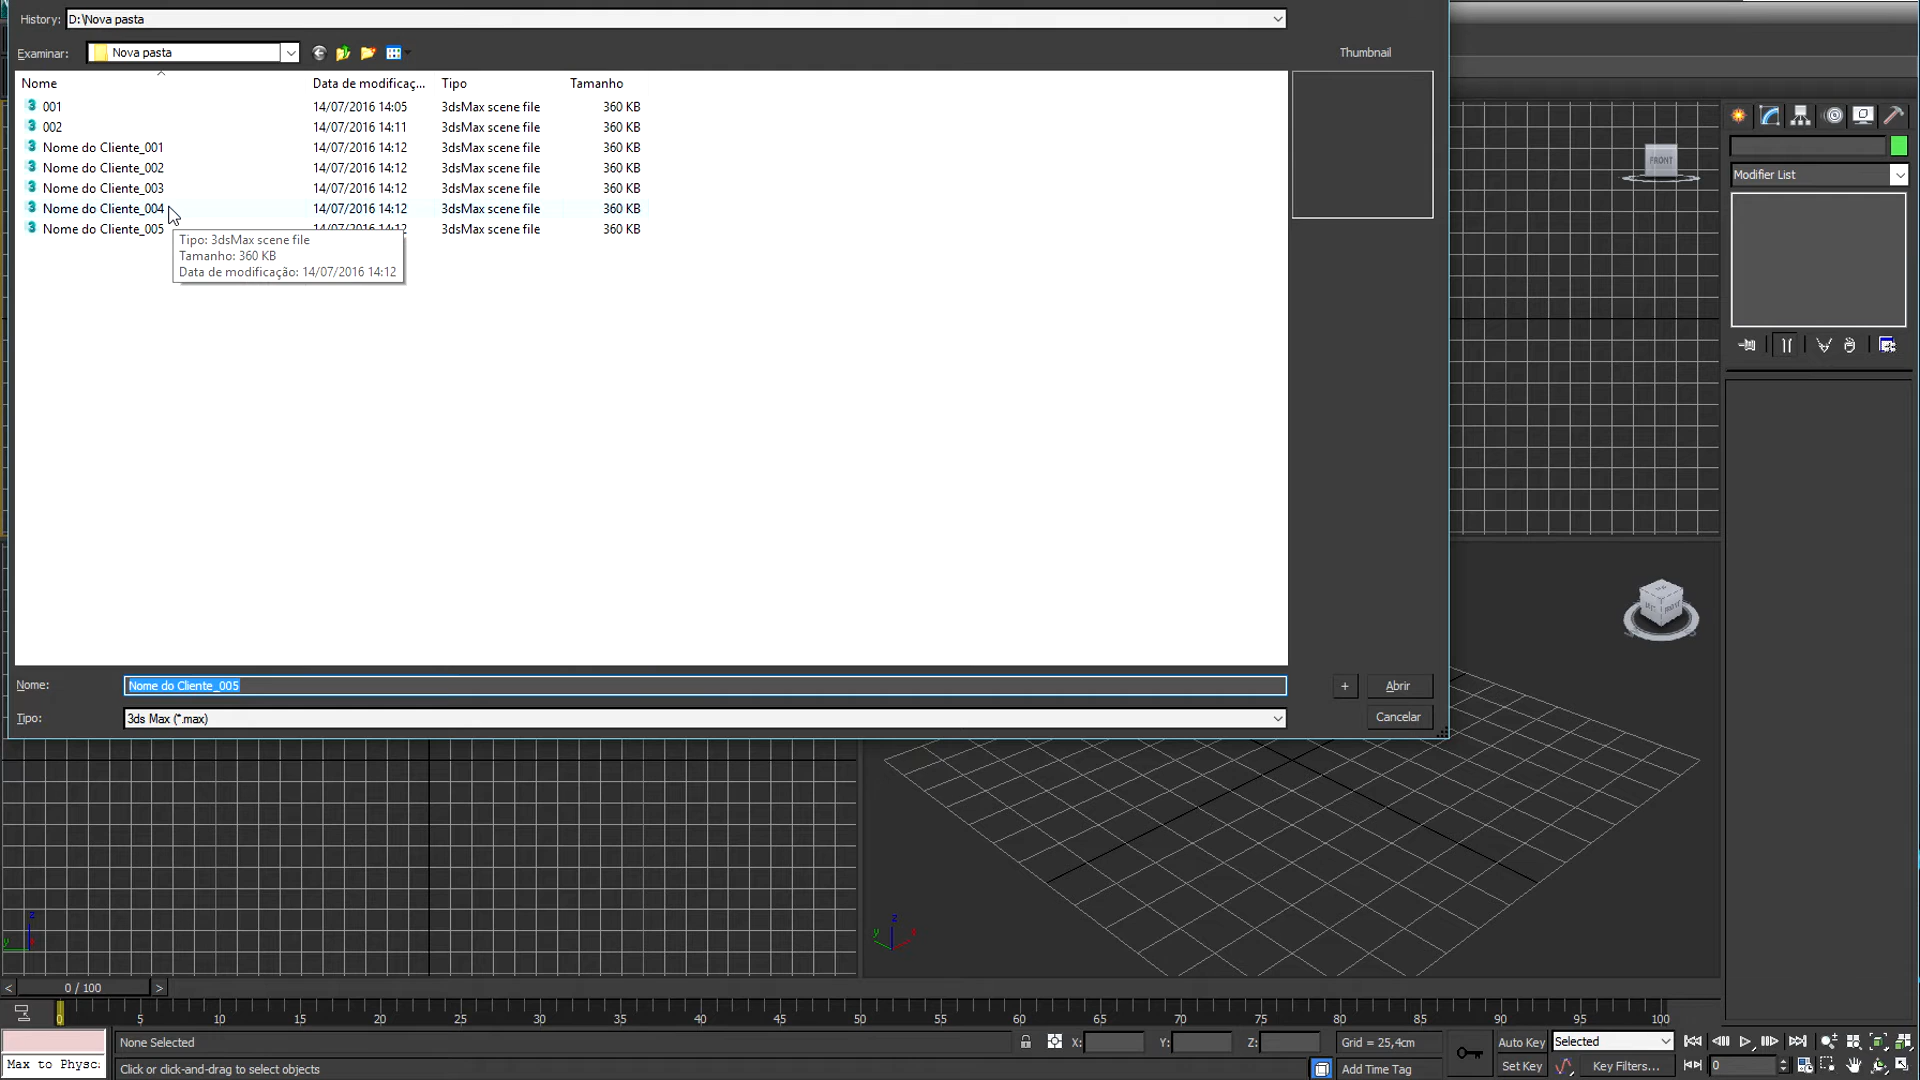 History: D:\Nova pasta
Examinar: Nova pasta
Thumbnail
Nome Data de modificaç... Tipo Tamanho
001 14/07/2016 14:05 3dsMax scene file 360 KB
002 14/07/2016 14:11 3dsMax scene file 360 KB
Nome do Cliente_001 14/07/2016 14:12 3dsMax scene file 360 KB
Nome do Cliente_002 14/07/2016 14:12 3dsMax scene file 360 KB
Nome do Cliente_003 14/07/2016 14:12 3dsMax scene file 360 KB
Nome do Cliente_004 14/07/2016 14:12 3dsMax scene file 360 KB
Nome do Cliente_005 14/07/2016 14:12 3dsMax scene file 360 KB
Tipo: 3dsMax scene file
Tamanho: 360 KB
Data de modificação: 14/07/2016 14:12
FRONT
Modifier List
Nome: Nome do Cliente_005
+ Abrir
Tipo: 3ds Max (*.max)
Cancelar
z
y
z
y x
< 0 / 100 >
0 5 10 15 20 25 30 35 40 45 50 55 60 65 70 75 80 85 90 95 100
None Selected X: Y: Z: Grid = 25,4cm Auto Key Selected
Max to Physc: Click or click-and-drag to select objects Add Time Tag Set Key Key Filters... 0